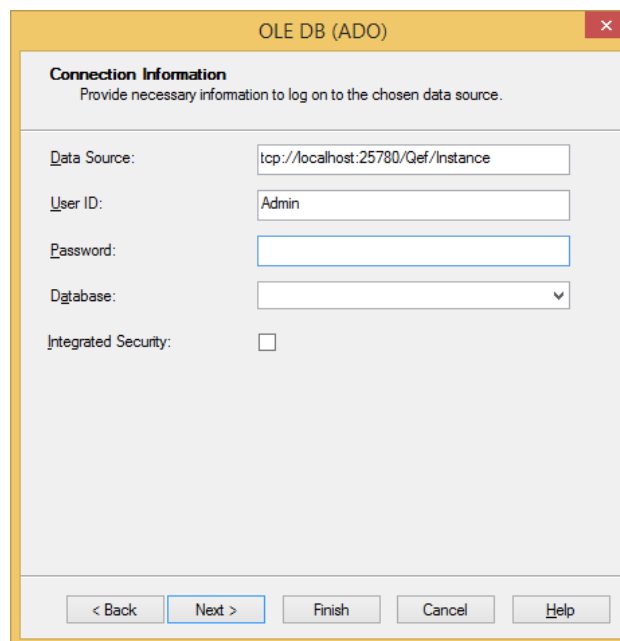 OLE DB (ADO)
Connection Information
Provide necessary information to log on to the chosen data source.
Data Source: tcp://localhost:25780/Qef/Instance
User ID: Admin
Password:
Database:
Integrated Security:
< Back Next > Finish Cancel Help